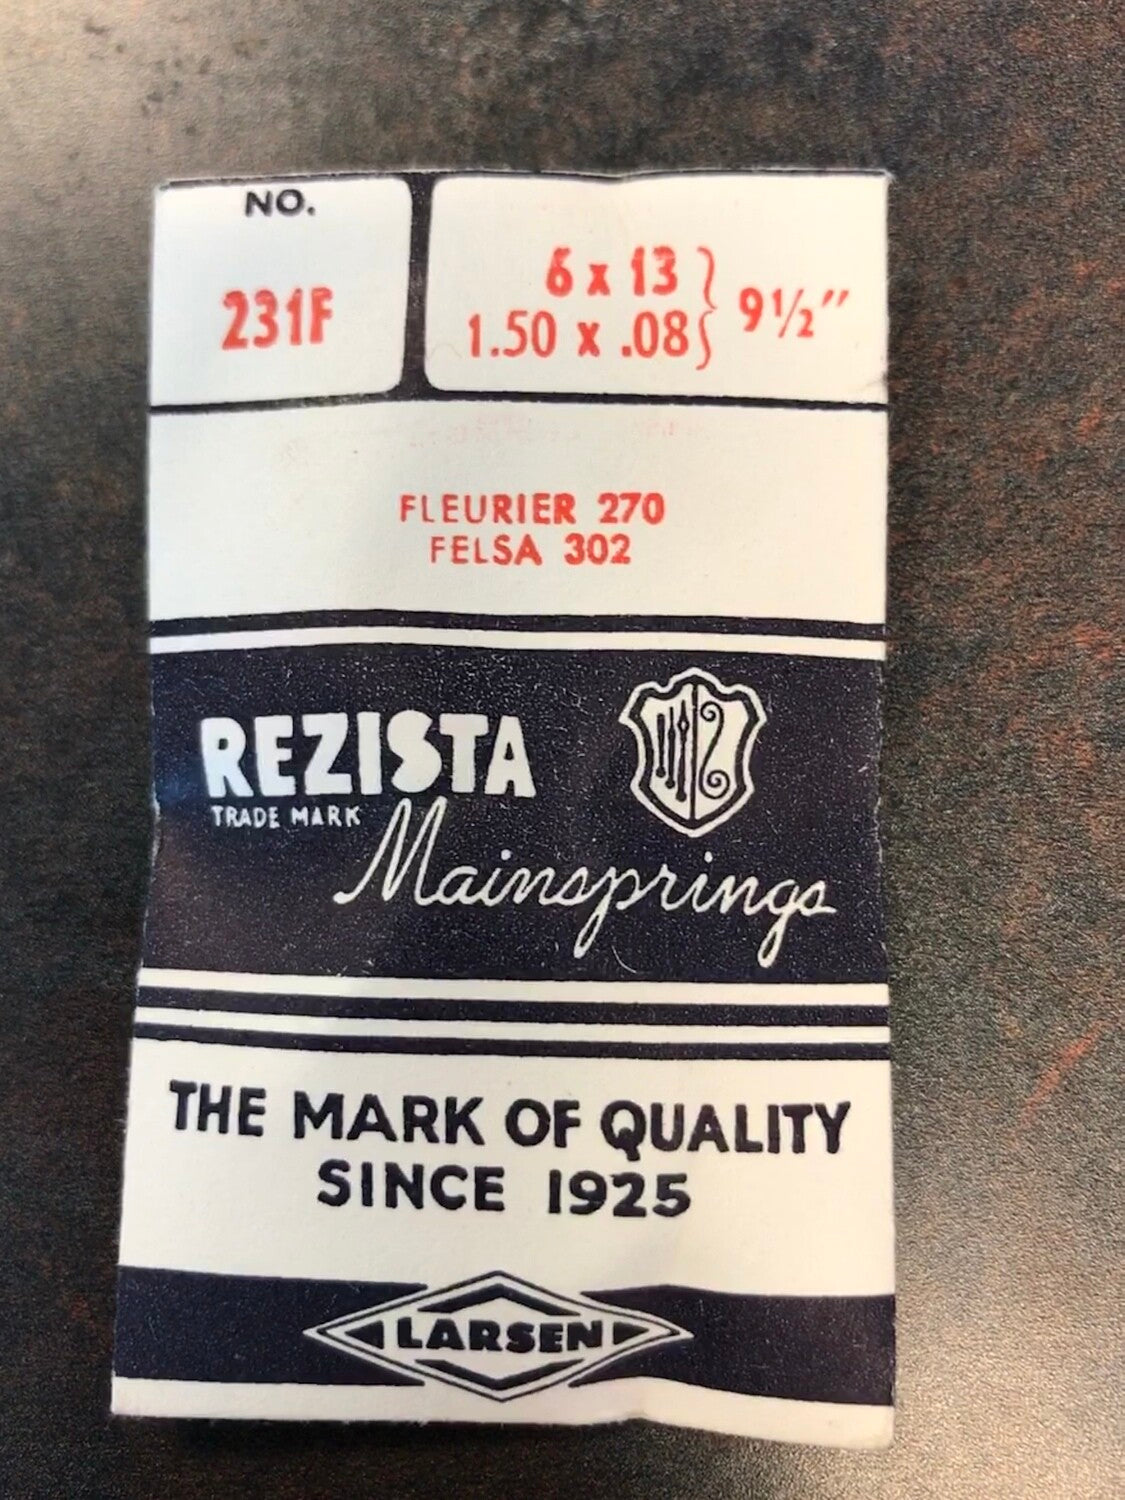 NO.
231F
6 x 13
1.50 x .08
9½"
FLEURIER 270
FELSA 302
REZISTA
TRADE MARK
Mainsprings
THE MARK OF QUALITY
SINCE 1925
LARSEN